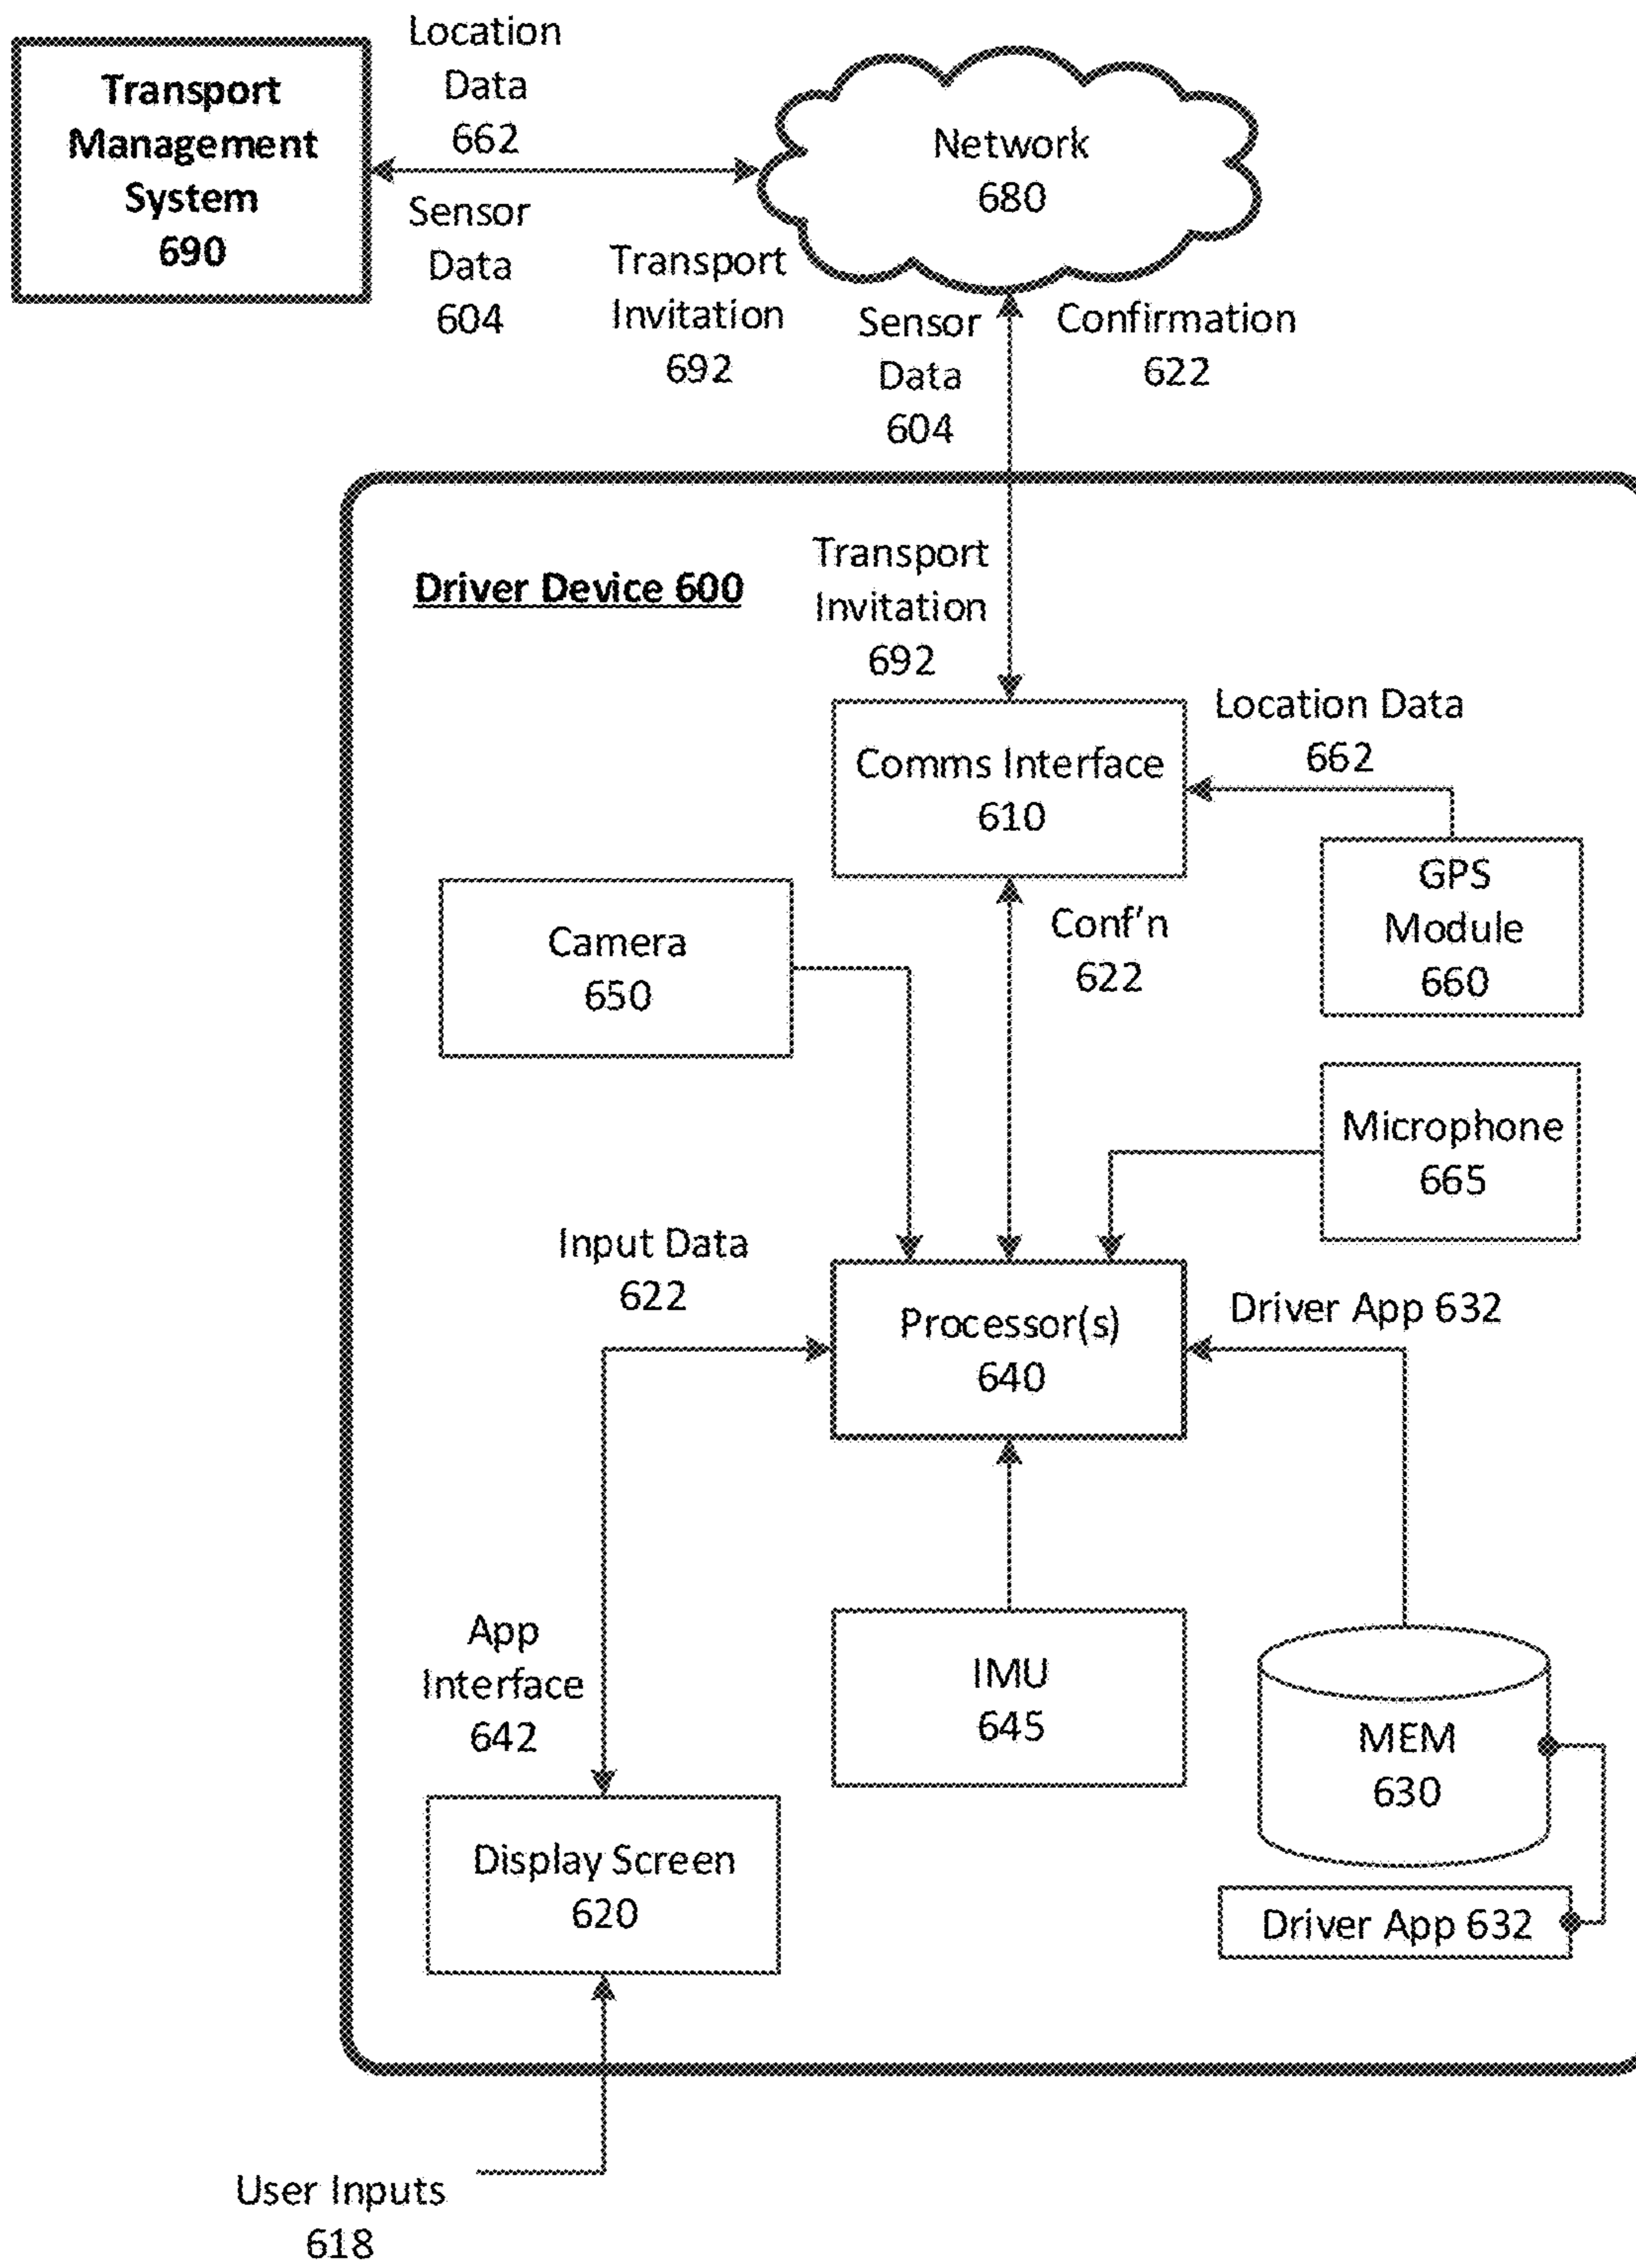 Transport
Management
System
690
Location
Data
662
Sensor
Data
604
Network
680
Transport
Invitation
692
Sensor
Data
604
Confirmation
622
Driver Device 600
Transport
Invitation
692
Comms Interface
610
Location Data
662
GPS
Module
660
Camera
650
Conf'n
622
Microphone
665
Input Data
622
Processor(s)
640
Driver App 632
App
Interface
642
IMU
645
MEM
630
Display Screen
620
Driver App 632
User Inputs
618